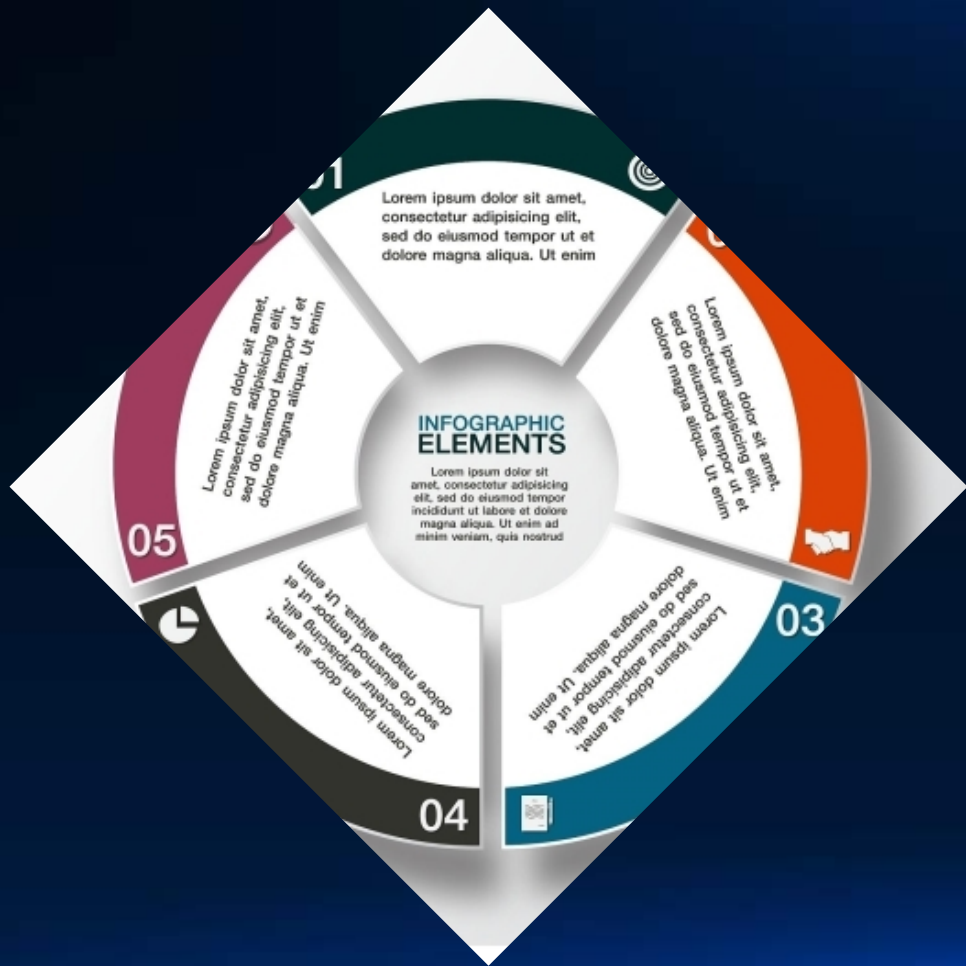 01
Lorem ipsum dolor sit amet,
consectetur adipisicing elit,
sed do eiusmod tempor ut et
dolore magna aliqua. Ut enim
Lorem ipsum dolor sit amet,
consectetur adipisicing elit,
sed do eiusmod tempor ut et
dolore magna aliqua. Ut enim
03
Lorem ipsum dolor sit amet,
consectetur adipisicing elit,
sed do eiusmod tempor ut et
dolore magna aliqua. Ut enim
04
Lorem ipsum dolor sit amet,
consectetur adipisicing elit,
sed do eiusmod tempor ut et
dolore magna aliqua. Ut enim
05
Lorem ipsum dolor sit amet,
consectetur adipisicing elit,
sed do eiusmod tempor ut et
dolore magna aliqua. Ut enim
INFOGRAPHIC
ELEMENTS
Lorem ipsum dolor sit
amet, consectetur adipisicing
elit, sed do eiusmod tempor
incididunt ut labore et dolore
magna aliqua. Ut enim ad
minim veniam, quis nostrud